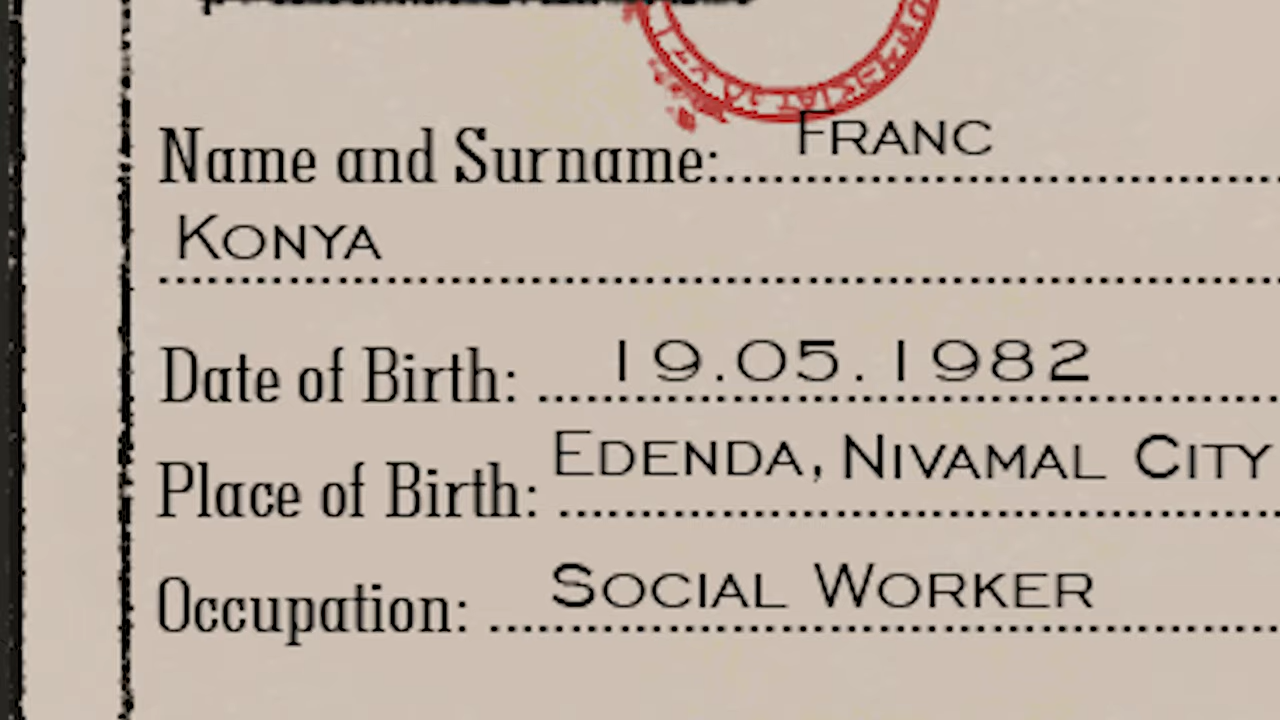 Name and Surname: FRANC
KONYA
Date of Birth: 19.05.1982
Place of Birth: EDENDA, NIVAMAL CITY
Occupation: SOCIAL WORKER